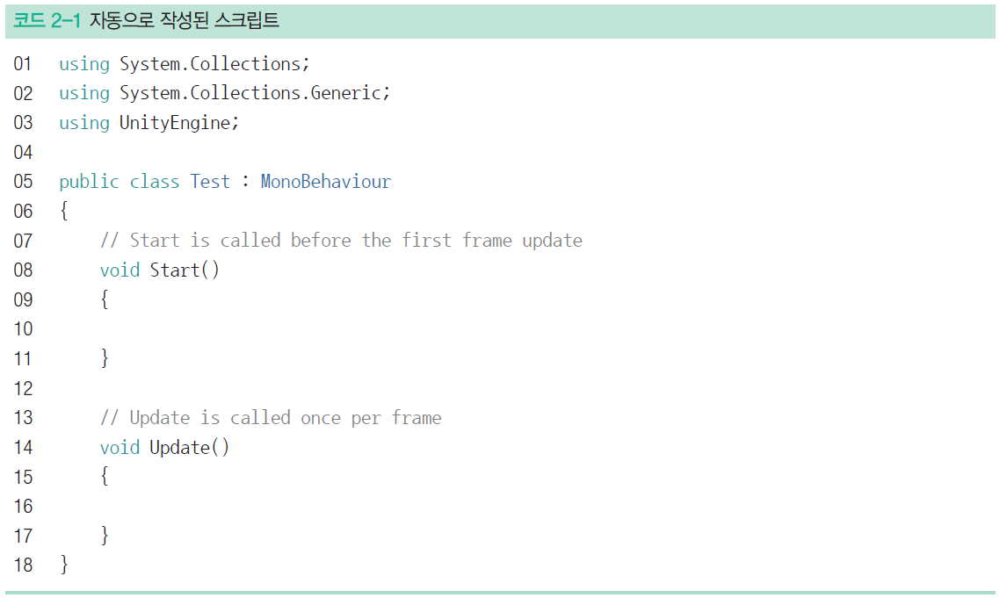 코드 2-1 자동으로 작성된 스크립트
01 using System.Collections;
02 using System.Collections.Generic;
03 using UnityEngine;
04
05 public class Test : MonoBehaviour
06 {
07     // Start is called before the first frame update
08     void Start()
09     {
10
11     }
12
13     // Update is called once per frame
14     void Update()
15     {
16
17     }
18 }